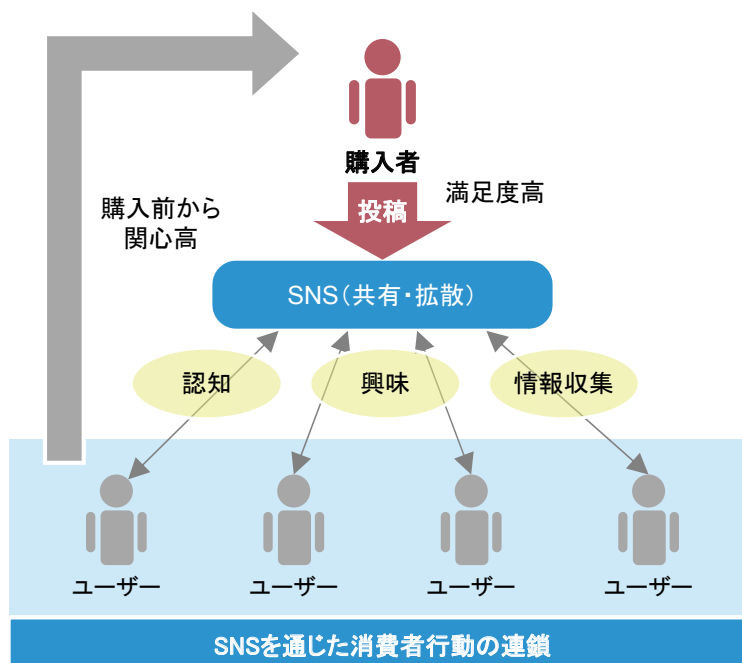 購入者
投稿
満足度高
購入前から
関心高
SNS（共有・拡散）
認知
興味
情報収集
ユーザー
ユーザー
ユーザー
ユーザー
SNSを通じた消費者行動の連鎖